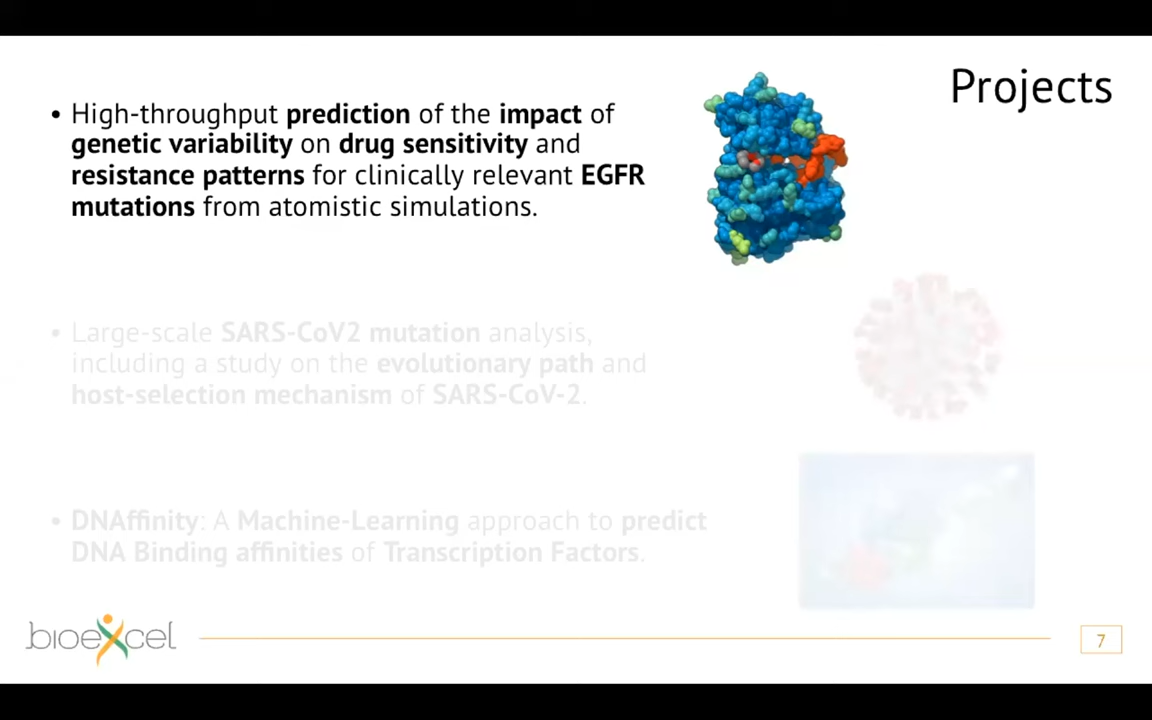 Projects
• High-throughput prediction of the impact of
genetic variability on drug sensitivity and
resistance patterns for clinically relevant EGFR
mutations from atomistic simulations.
• Large-scale SARS-CoV2 mutation analysis,
including a study on the evolutionary path and
host-selection mechanism of SARS-CoV-2.
• DNAffinity: A Machine-Learning approach to predict
DNA Binding affinities of Transcription Factors.
bioexcel
7